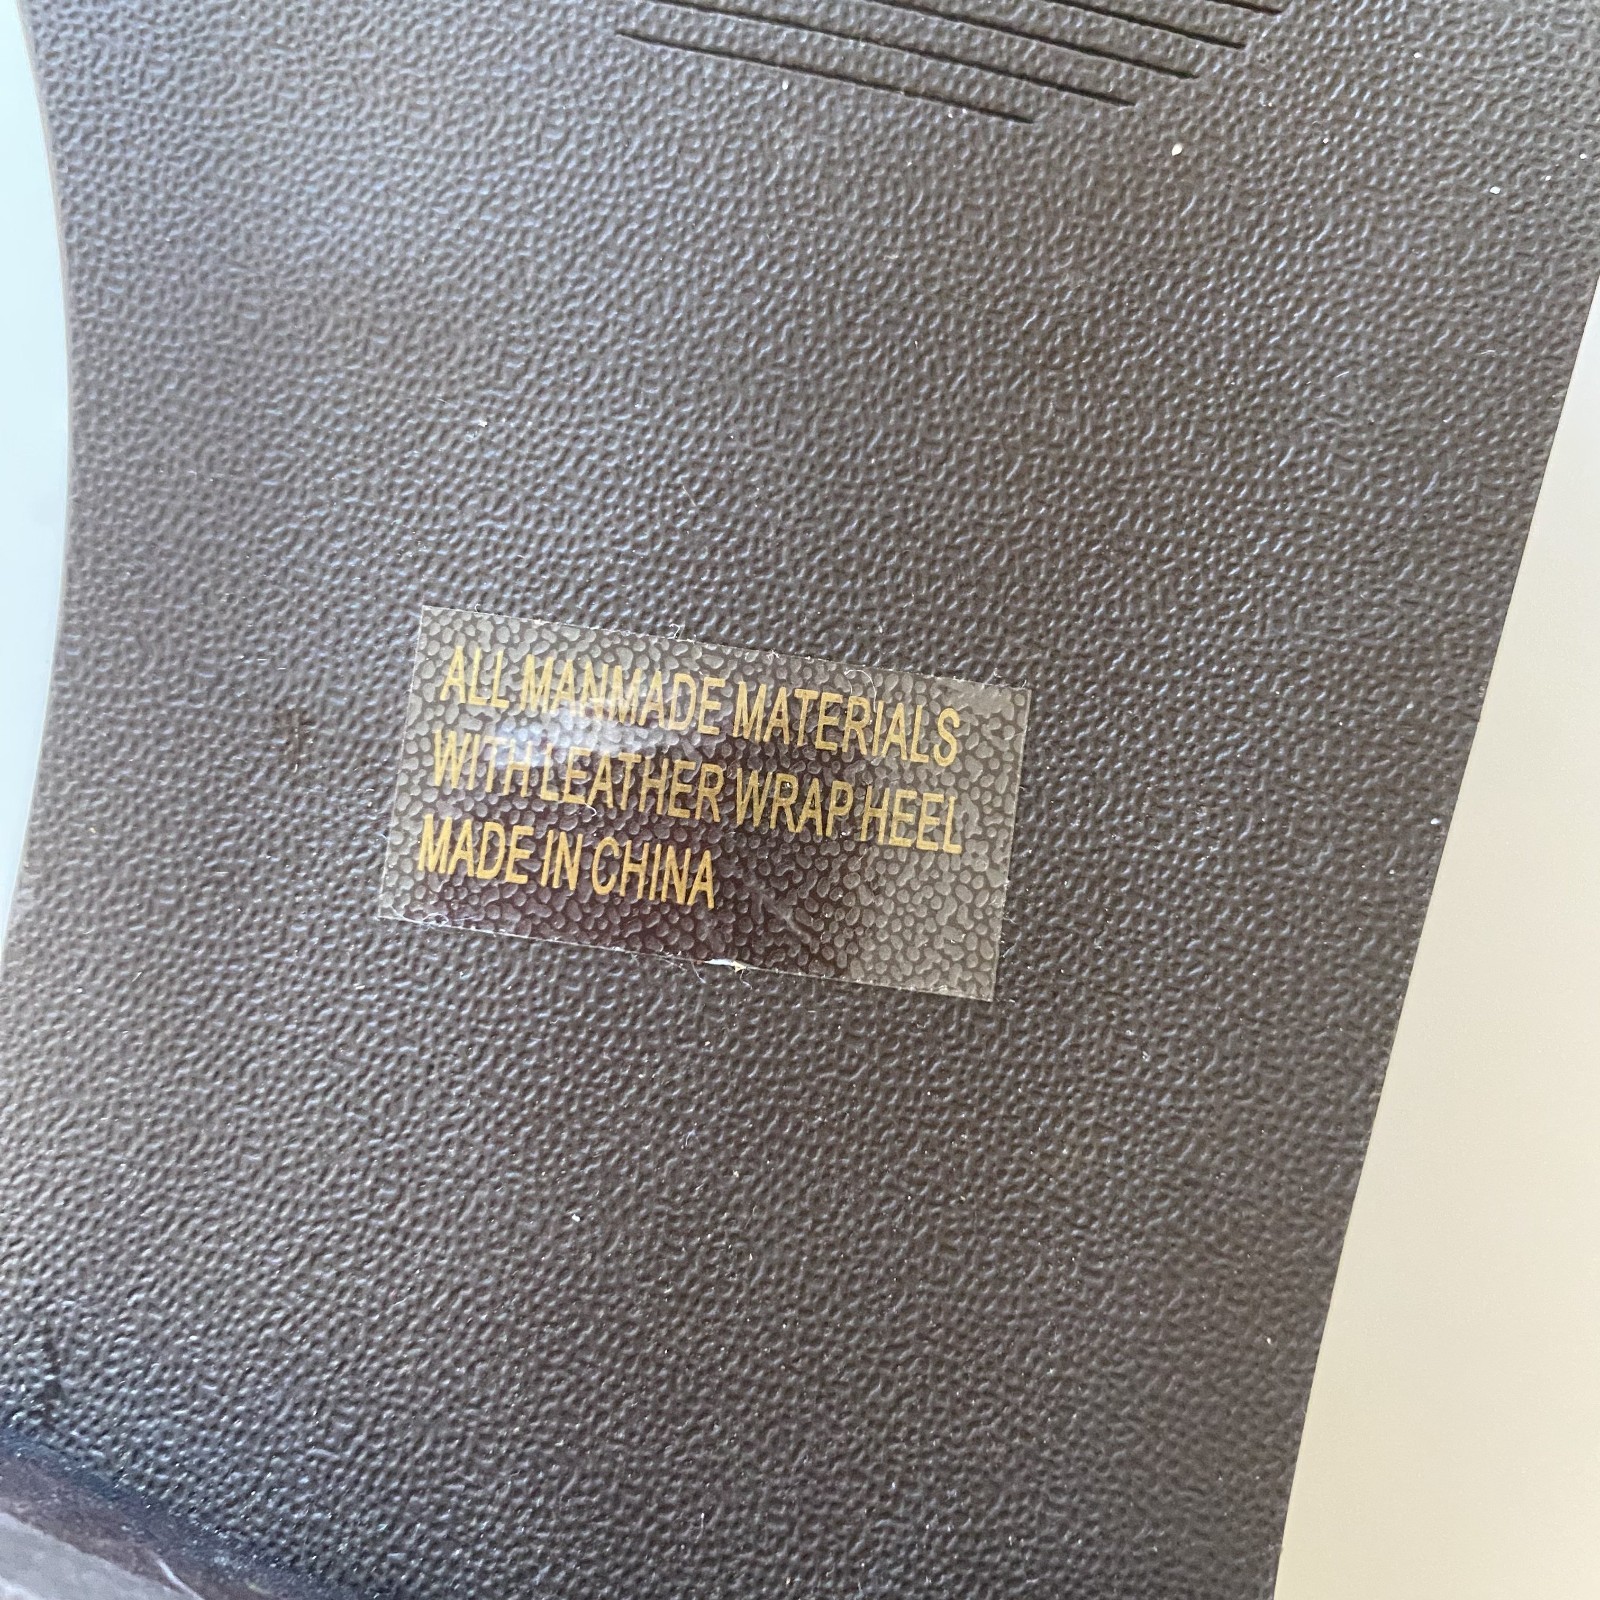 ALL MANMADE MATERIALS
WITH LEATHER WRAP HEEL
MADE IN CHINA